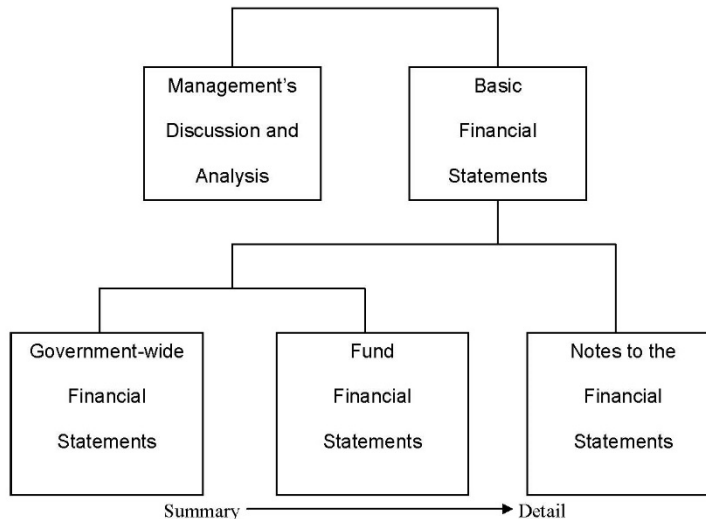 Management’s
Discussion and
Analysis
Basic
Financial
Statements
Government-wide
Financial
Statements
Fund
Financial
Statements
Notes to the
Financial
Statements
Summary
Detail